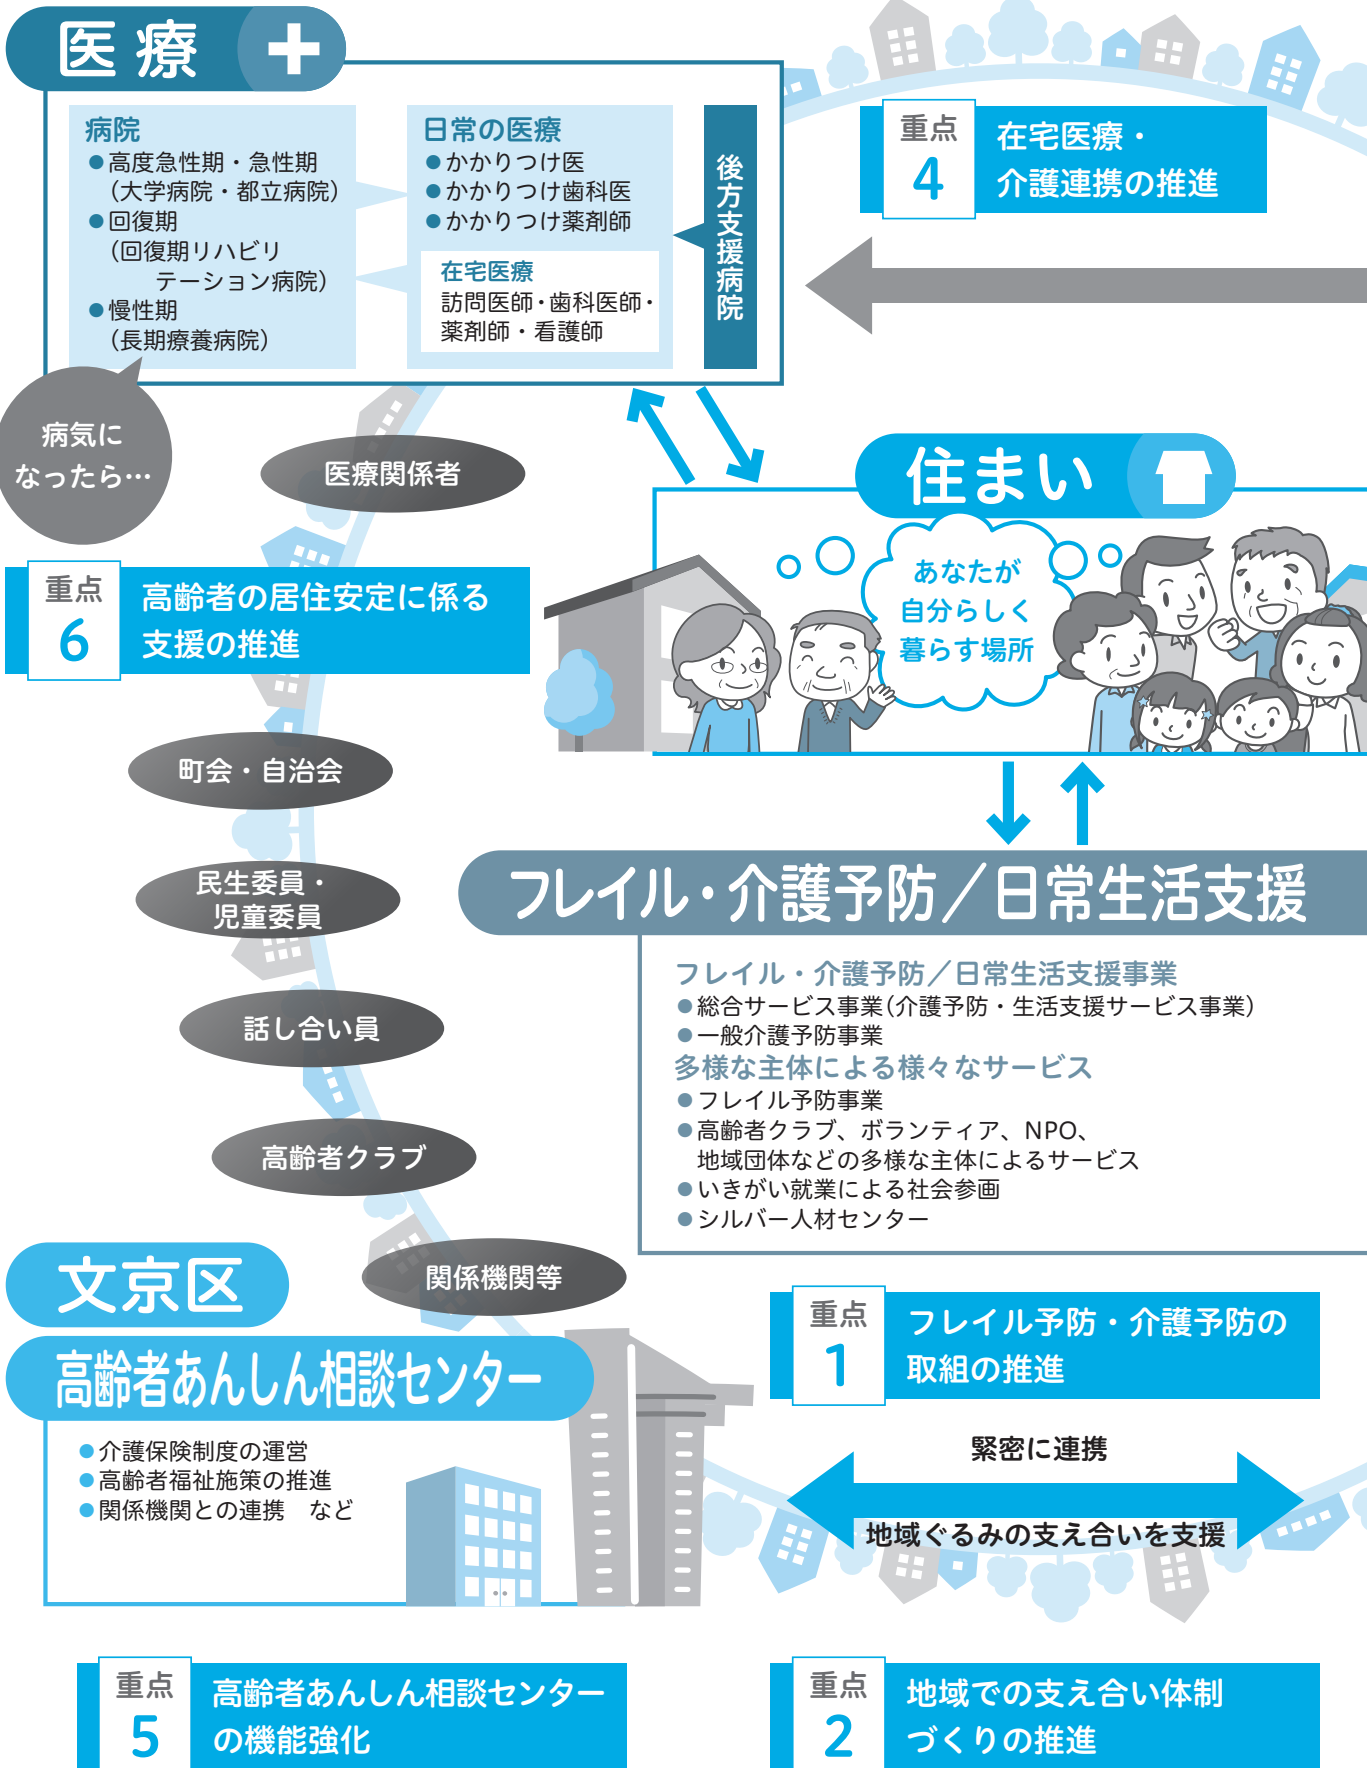 医療
病院
●高度急性期・急性期
（大学病院・都立病院）
●回復期
（回復期リハビリ
テーション病院）
●慢性期
（長期療養病院）
日常の医療
●かかりつけ医
●かかりつけ歯科医
●かかりつけ薬剤師
在宅医療
訪問医師・歯科医師・
薬剤師・看護師
後方支援病院
重点
4
在宅医療・
介護連携の推進
病気に
なったら…
医療関係者
住まい
あなたが
自分らしく
暮らす場所
重点
6
高齢者の居住安定に係る
支援の推進
町会・自治会
民生委員・
児童委員
話し合い員
高齢者クラブ
関係機関等
フレイル・介護予防／日常生活支援
フレイル・介護予防／日常生活支援事業
●総合サービス事業（介護予防・生活支援サービス事業）
●一般介護予防事業
多様な主体による様々なサービス
●フレイル予防事業
●高齢者クラブ、ボランティア、NPO、
地域団体などの多様な主体によるサービス
●いきがい就業による社会参画
●シルバー人材センター
文京区
高齢者あんしん相談センター
●介護保険制度の運営
●高齢者福祉施策の推進
●関係機関との連携　など
重点
1
フレイル予防・介護予防の
取組の推進
緊密に連携
地域ぐるみの支え合いを支援
重点
5
高齢者あんしん相談センター
の機能強化
重点
2
地域での支え合い体制
づくりの推進